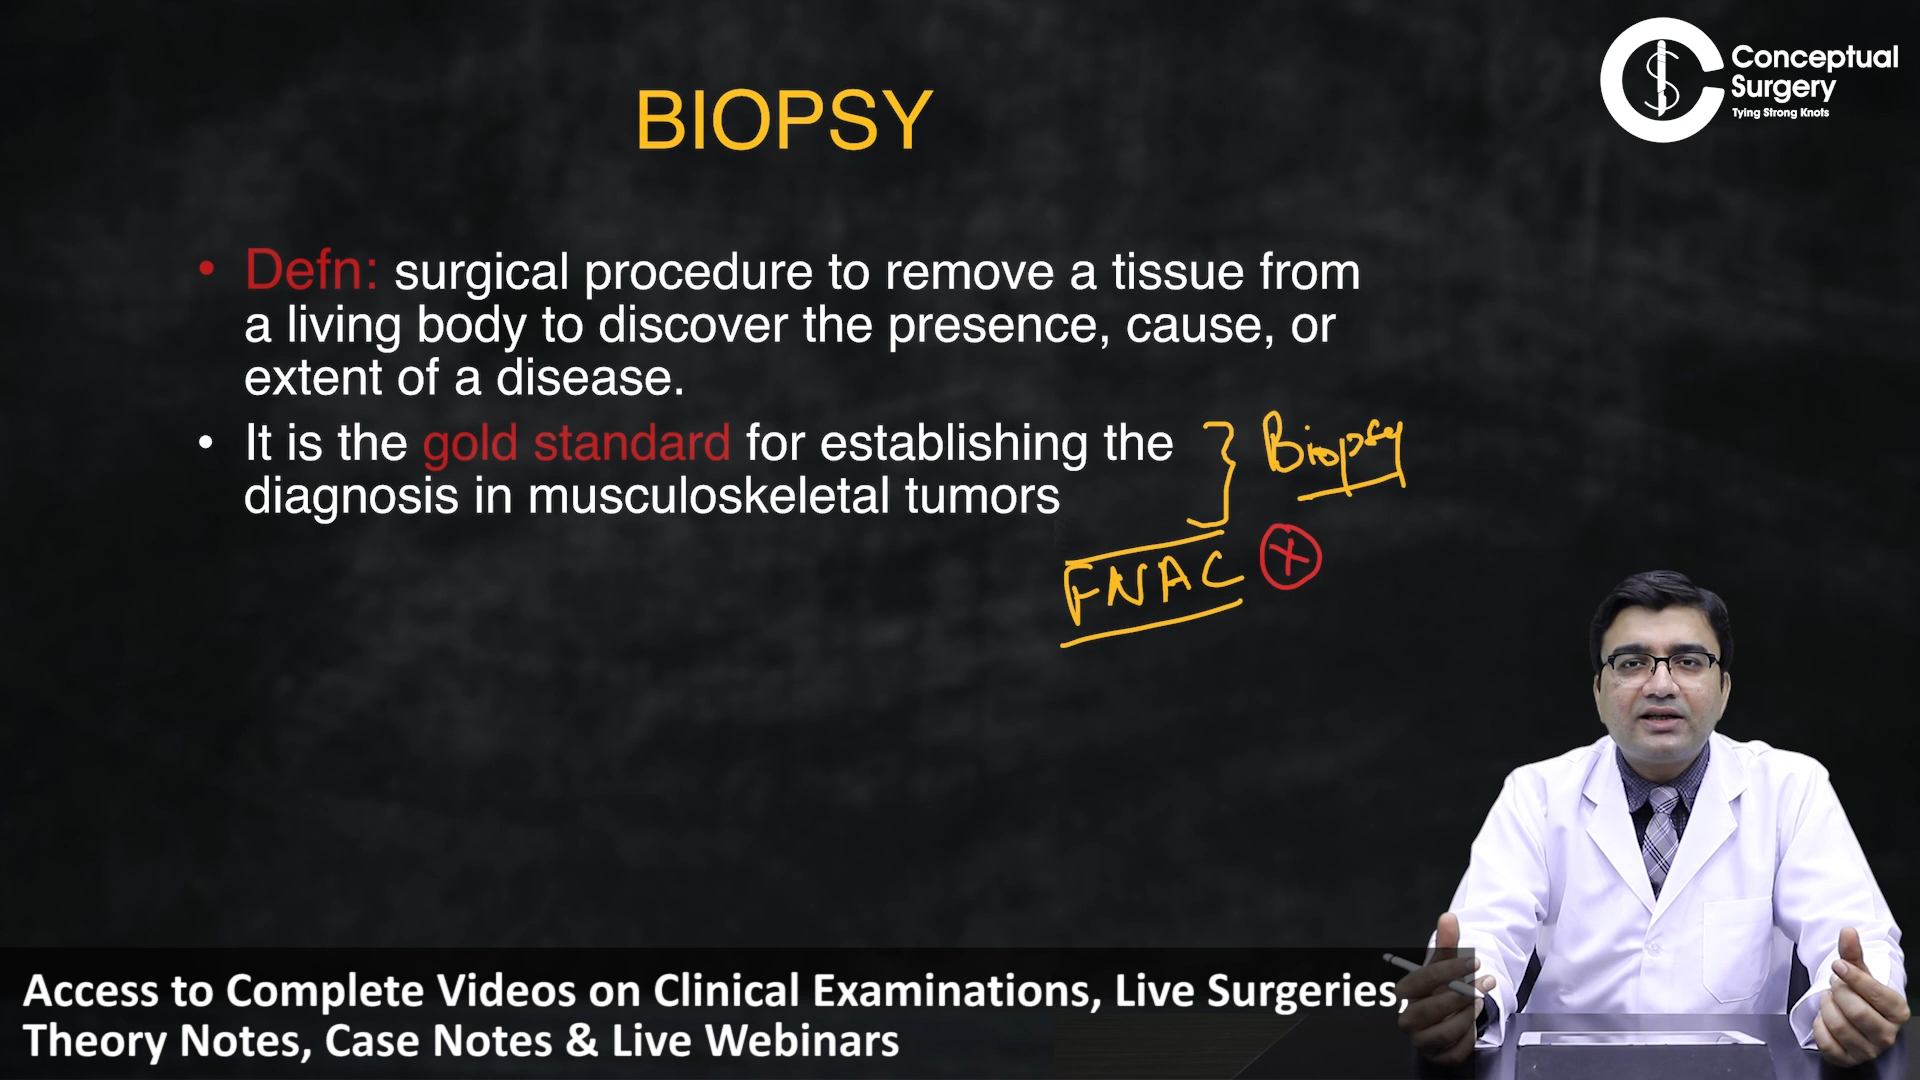 Conceptual
Surgery
Tying Strong Knots
BIOPSY
• Defn: surgical procedure to remove a tissue from
a living body to discover the presence, cause, or
extent of a disease.
• It is the gold standard for establishing the
diagnosis in musculoskeletal tumors
Biopsy
FNAC
Access to Complete Videos on Clinical Examinations, Live Surgeries,
Theory Notes, Case Notes & Live Webinars